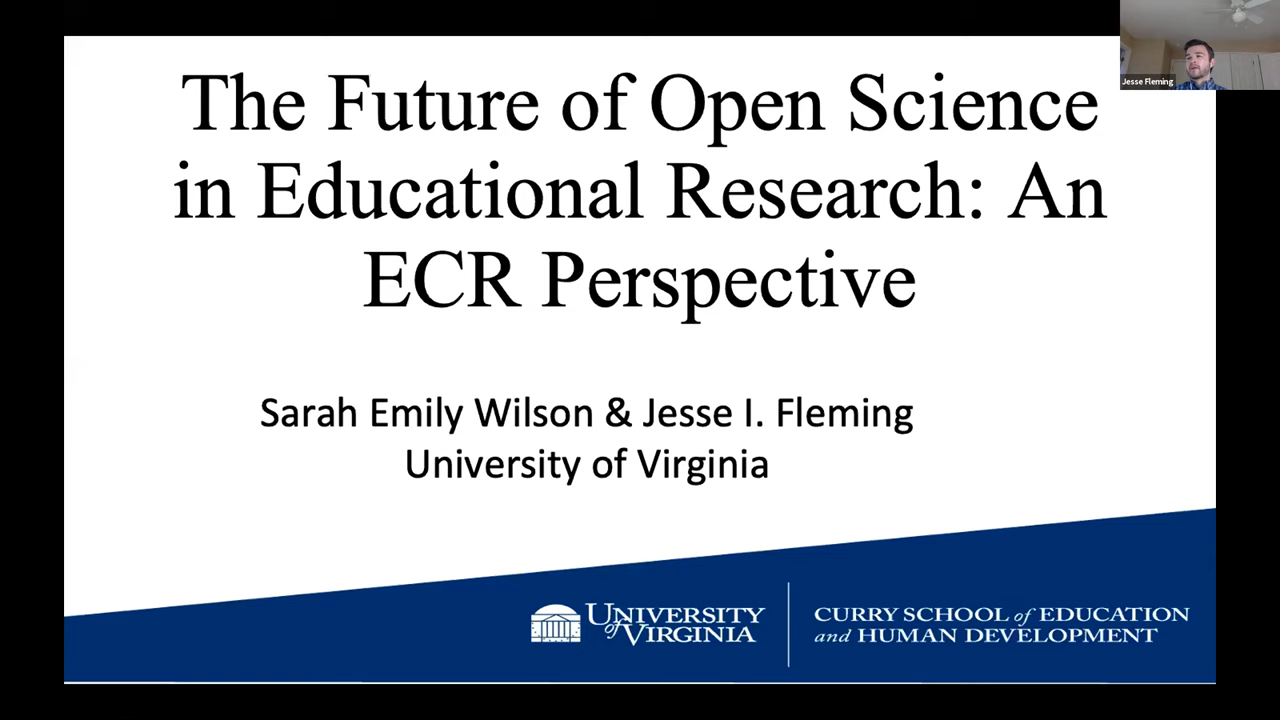 The Future of Open Science
in Educational Research: An
ECR Perspective
Sarah Emily Wilson & Jesse I. Fleming
University of Virginia
UNIVERSITY of VIRGINIA
CURRY SCHOOL of EDUCATION
and HUMAN DEVELOPMENT
Jesse Fleming